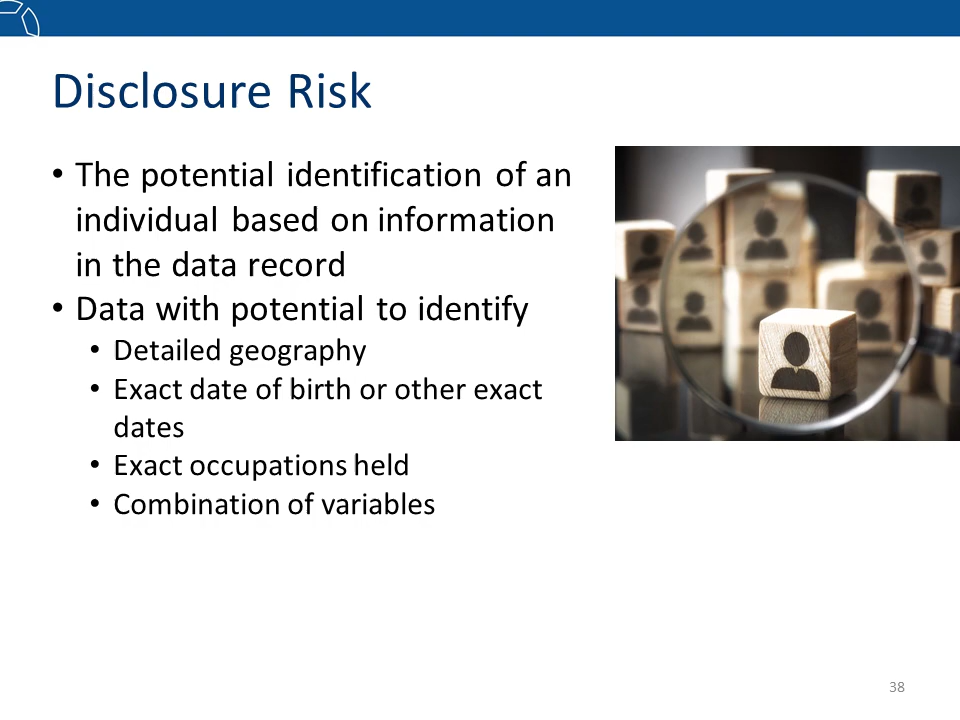 Disclosure Risk
• The potential identification of an
individual based on information
in the data record
• Data with potential to identify
• Detailed geography
• Exact date of birth or other exact
dates
• Exact occupations held
• Combination of variables
38